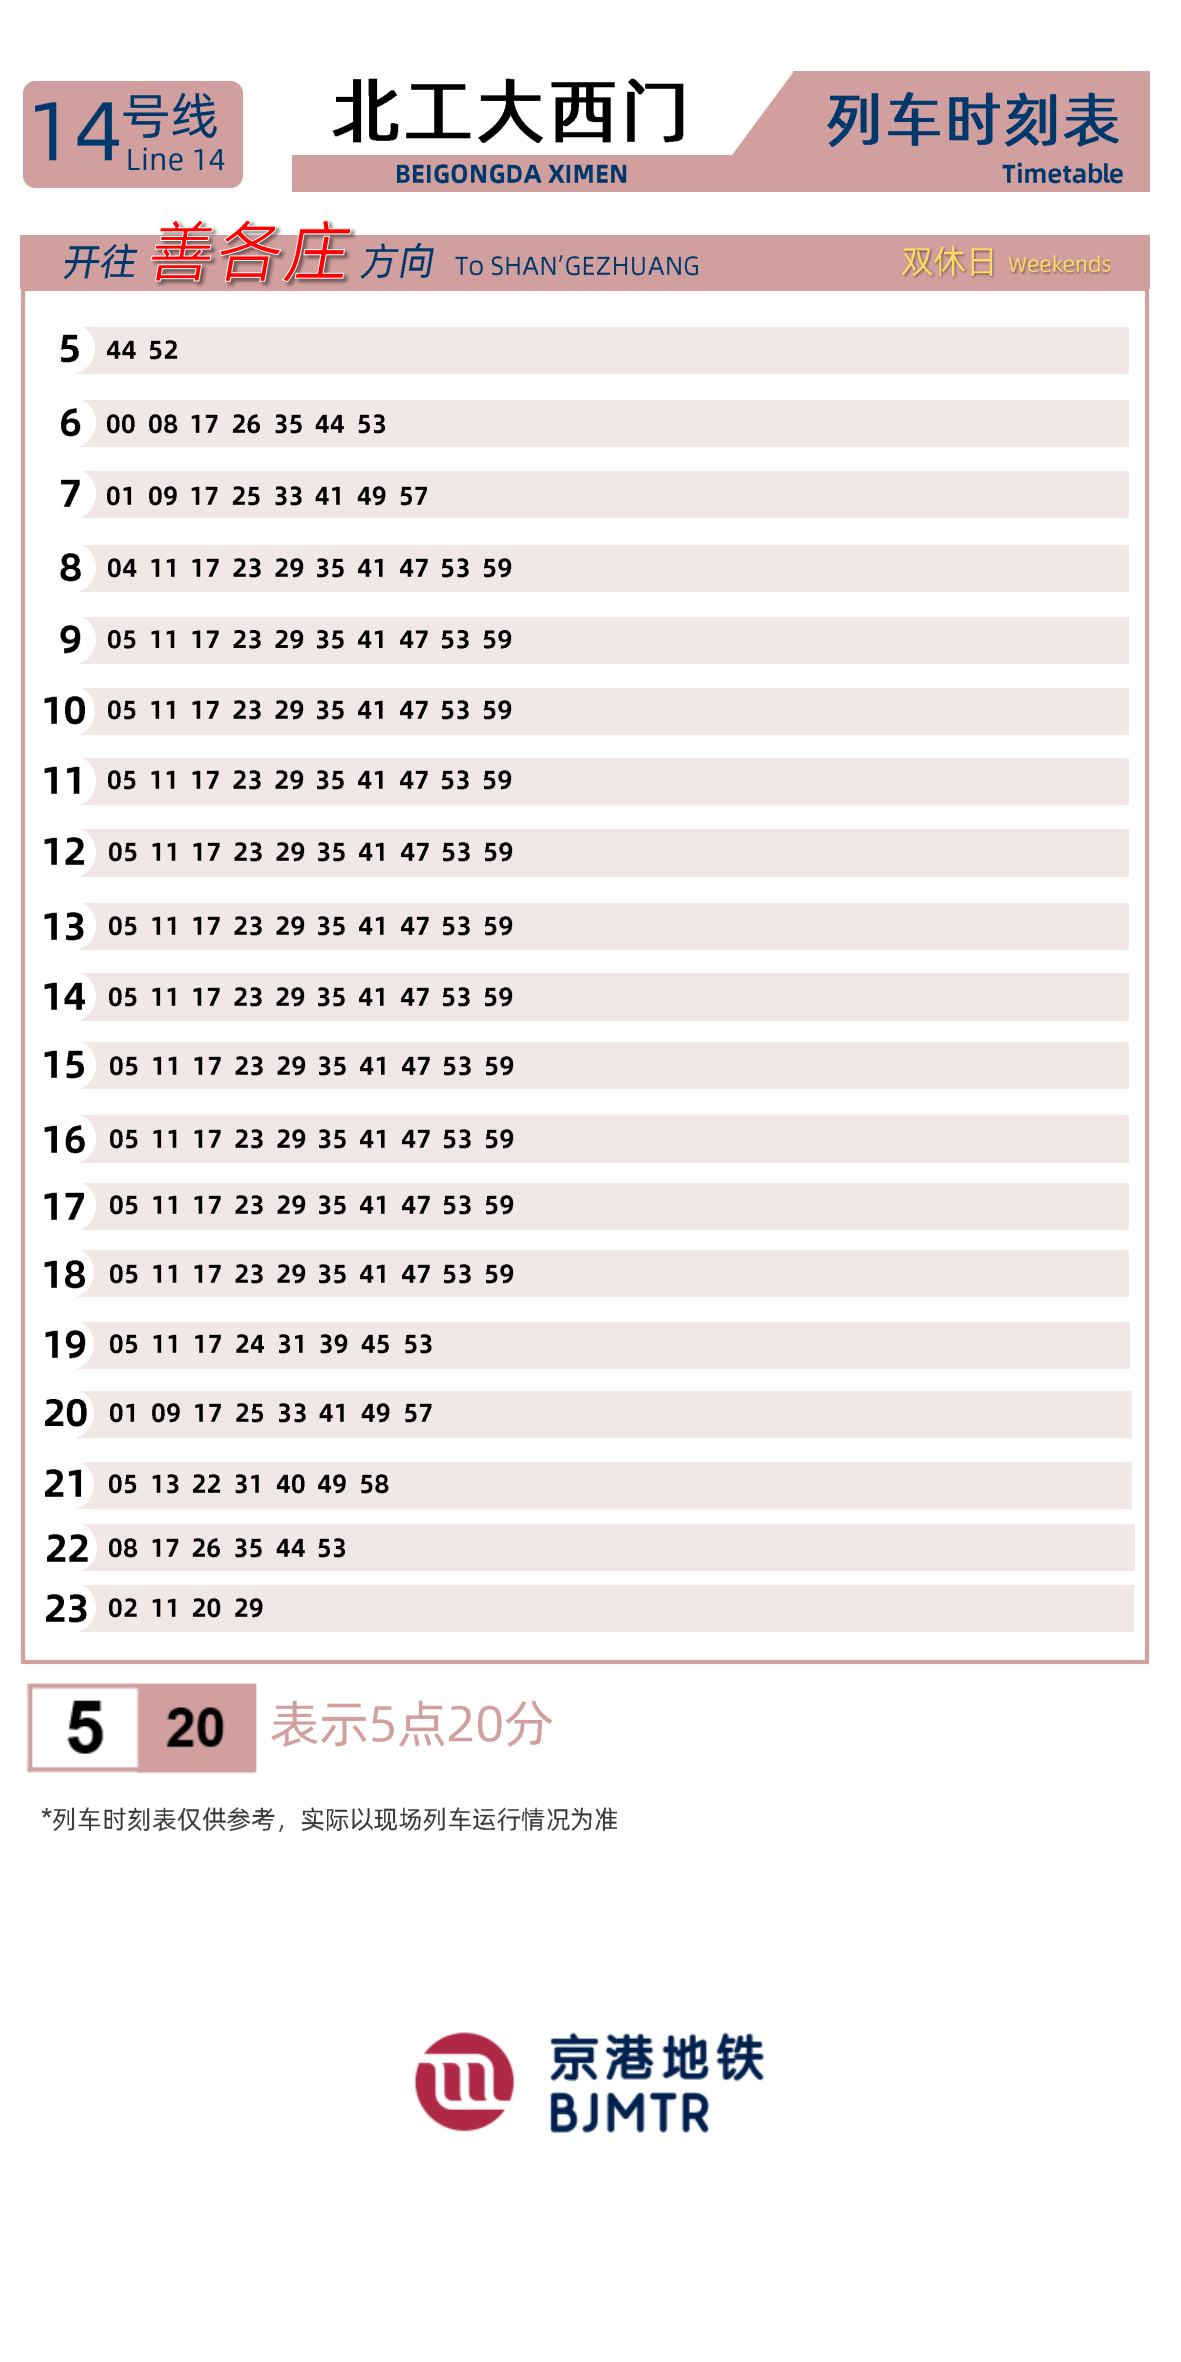 14号线
Line 14
北工大西门
BEIGONGDA XIMEN
列车时刻表
Timetable
开往 善各庄 方向 To SHAN'GEZHUANG 双休日 Weekends
5 44 52
6 00 08 17 26 35 44 53
7 01 09 17 25 33 41 49 57
8 04 11 17 23 29 35 41 47 53 59
9 05 11 17 23 29 35 41 47 53 59
10 05 11 17 23 29 35 41 47 53 59
11 05 11 17 23 29 35 41 47 53 59
12 05 11 17 23 29 35 41 47 53 59
13 05 11 17 23 29 35 41 47 53 59
14 05 11 17 23 29 35 41 47 53 59
15 05 11 17 23 29 35 41 47 53 59
16 05 11 17 23 29 35 41 47 53 59
17 05 11 17 23 29 35 41 47 53 59
18 05 11 17 23 29 35 41 47 53 59
19 05 11 17 24 31 39 45 53
20 01 09 17 25 33 41 49 57
21 05 13 22 31 40 49 58
22 08 17 26 35 44 53
23 02 11 20 29
5 20 表示5点20分
*列车时刻表仅供参考，实际以现场列车运行情况为准
京港地铁
BJMTR